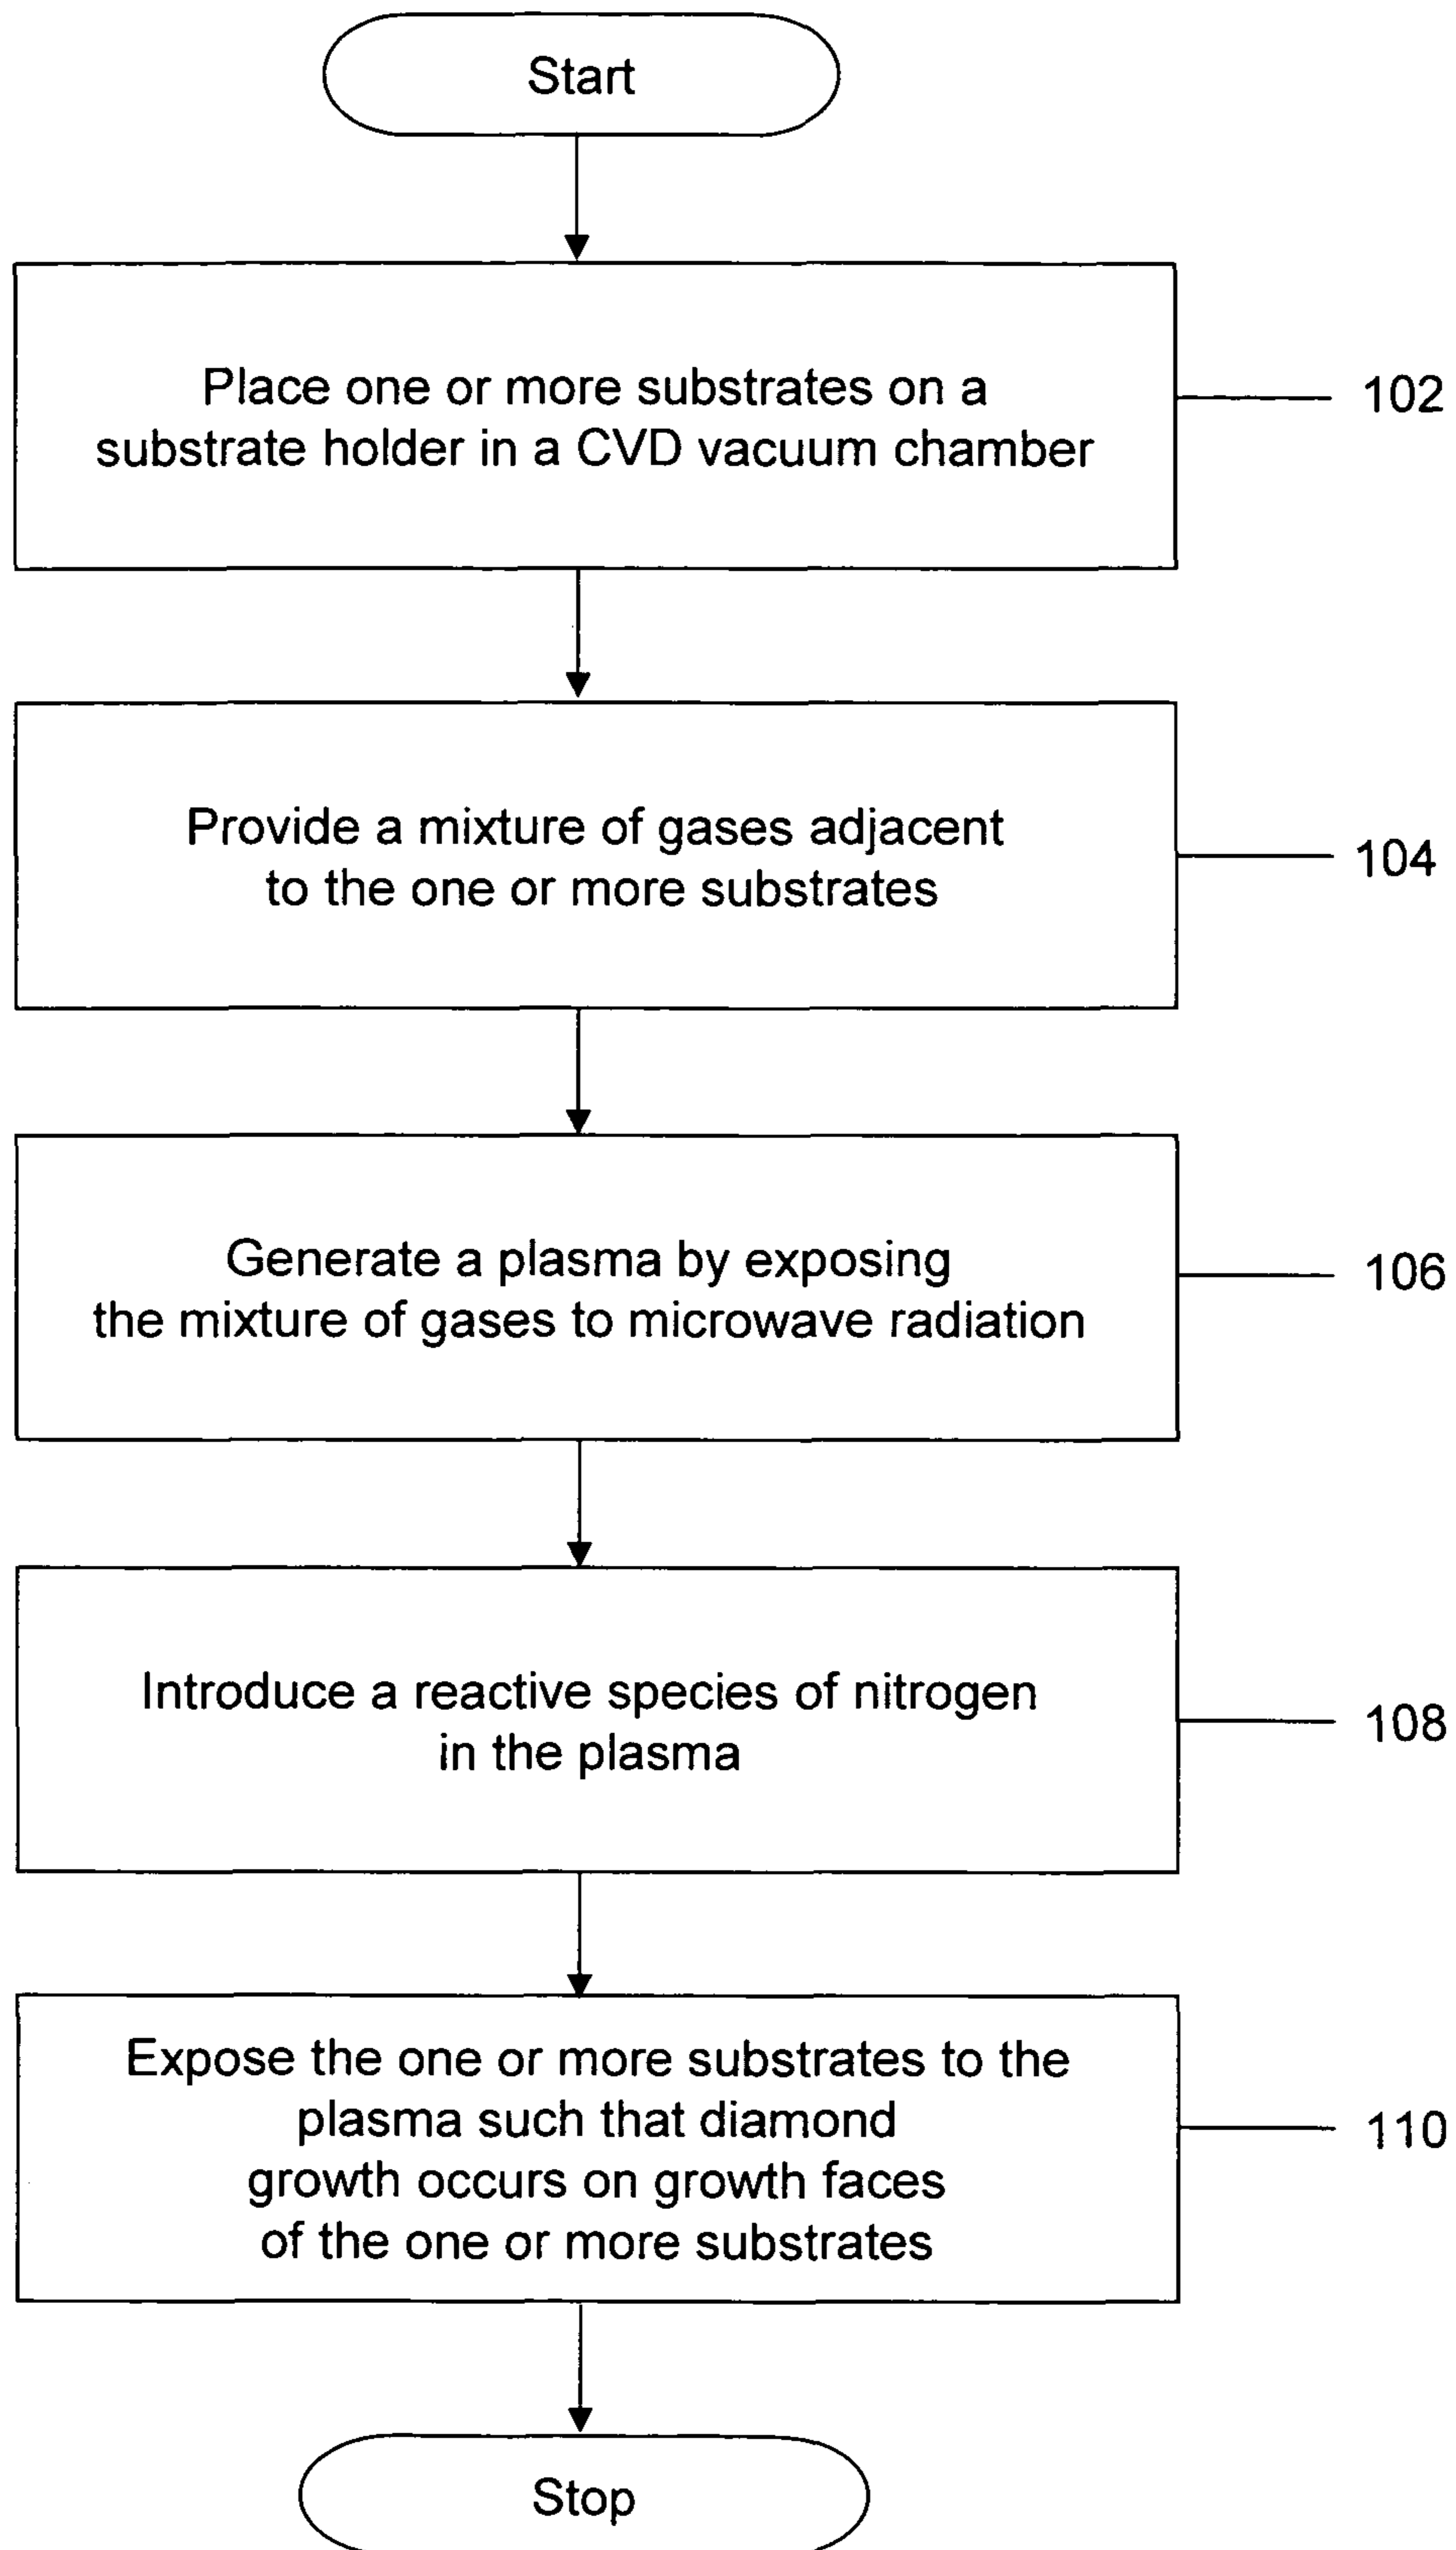 Start
Place one or more substrates on a
substrate holder in a CVD vacuum chamber
102
Provide a mixture of gases adjacent
to the one or more substrates
104
Generate a plasma by exposing
the mixture of gases to microwave radiation
106
Introduce a reactive species of nitrogen
in the plasma
108
Expose the one or more substrates to the
plasma such that diamond
growth occurs on growth faces
of the one or more substrates
110
Stop